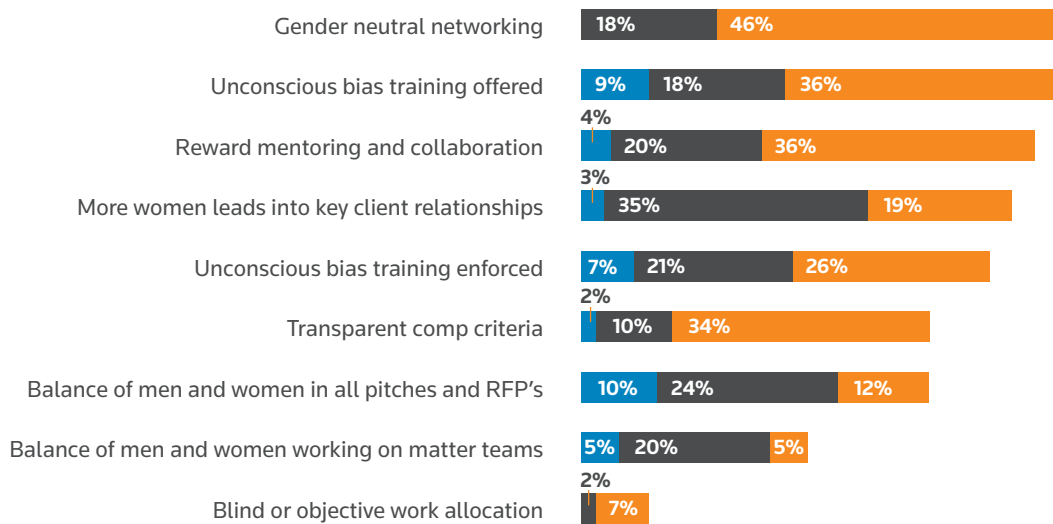 Gender neutral networking 18% 46%
Unconscious bias training offered 9% 18% 36%
4%
Reward mentoring and collaboration 20% 36%
3%
More women leads into key client relationships 35% 19%
Unconscious bias training enforced 7% 21% 26%
2%
Transparent comp criteria 10% 34%
Balance of men and women in all pitches and RFP's 10% 24% 12%
Balance of men and women working on matter teams 5% 20% 5%
2%
Blind or objective work allocation 7%